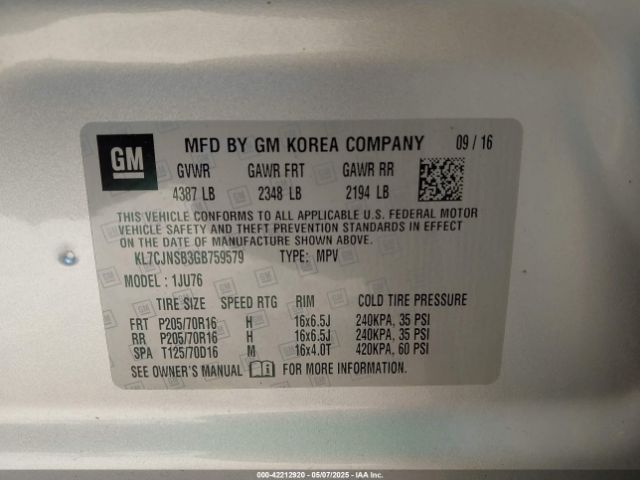 GM MFD BY GM KOREA COMPANY 09 / 16
GVWR GAWR FRT GAWR RR
4387 LB 2348 LB 2194 LB
THIS VEHICLE CONFORMS TO ALL APPLICABLE U.S. FEDERAL MOTOR
VEHICLE SAFETY AND THEFT PREVENTION STANDARDS IN EFFECT
ON THE DATE OF MANUFACTURE SHOWN ABOVE.
KL7CJNSB3GB759579 TYPE: MPV
MODEL : 1JU76
TIRE SIZE SPEED RTG RIM COLD TIRE PRESSURE
FRT P205/70R16 H 16x6.5J 240KPA, 35 PSI
RR P205/70R16 H 16x6.5J 240KPA, 35 PSI
SPA T125/70D16 M 16x4.0T 420KPA, 60 PSI
SEE OWNER'S MANUAL FOR MORE INFORMATION.
000-42212920 - 05/07/2025 - IAA Inc.